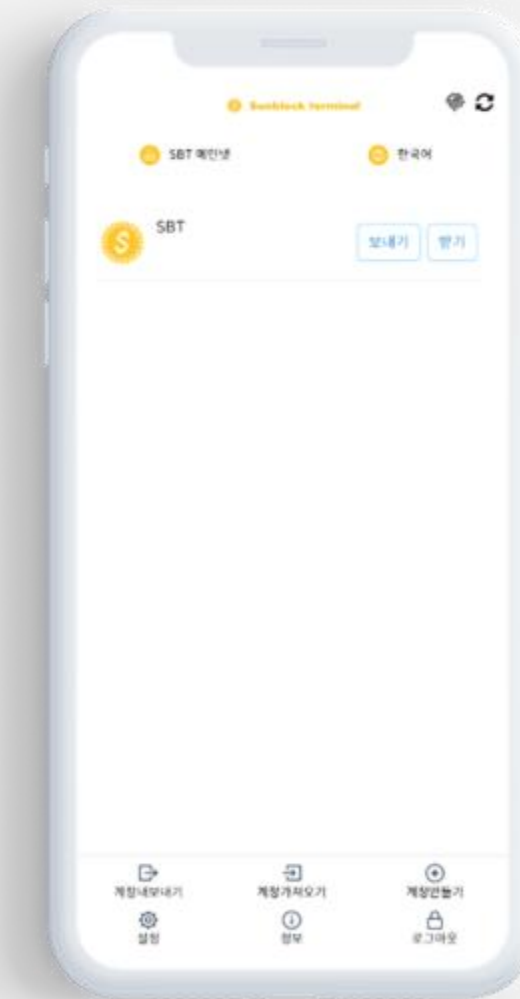 Sunblock terminal
SBT 메인넷 한국어
SBT
보내기 받기
계정내보내기 계정가져오기 계정만들기
설정 정보 로그아웃